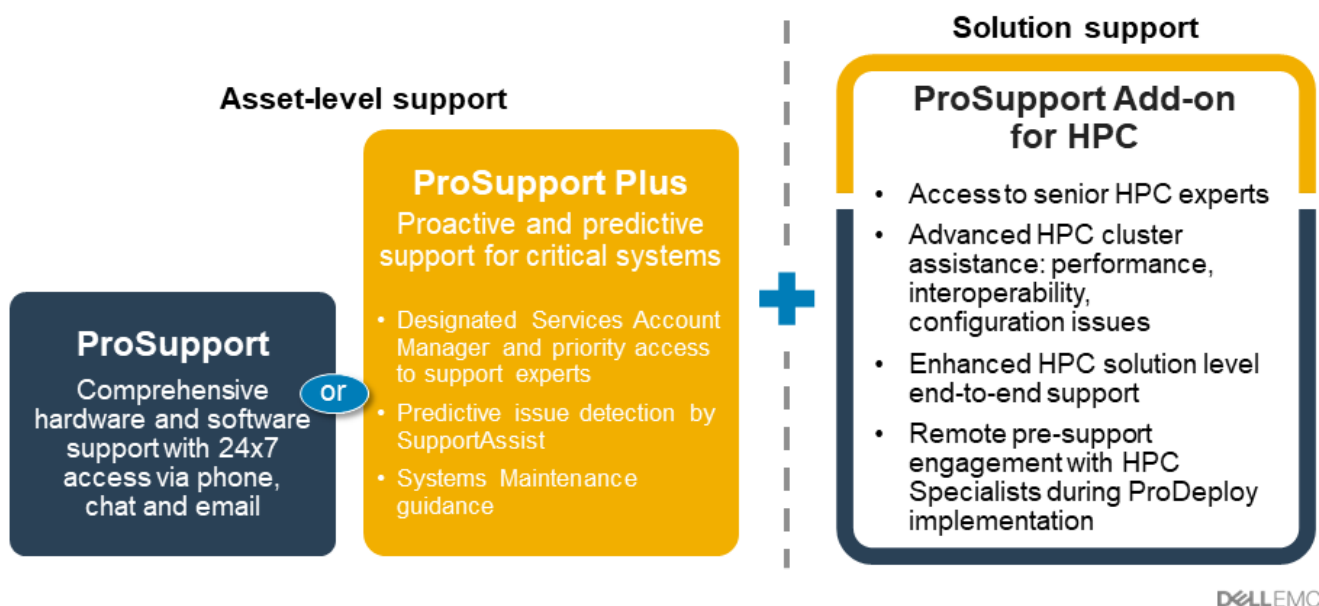 Asset-level support
ProSupport
Comprehensive
hardware and software
support with 24x7
access via phone,
chat and email
or
ProSupport Plus
Proactive and predictive
support for critical systems
• Designated Services Account
Manager and priority access
to support experts
• Predictive issue detection by
SupportAssist
• Systems Maintenance
guidance
Solution support
ProSupport Add-on
for HPC
• Access to senior HPC experts
• Advanced HPC cluster
assistance: performance,
interoperability,
configuration issues
• Enhanced HPC solution level
end-to-end support
• Remote pre-support
engagement with HPC
Specialists during ProDeploy
implementation
DELLEMC